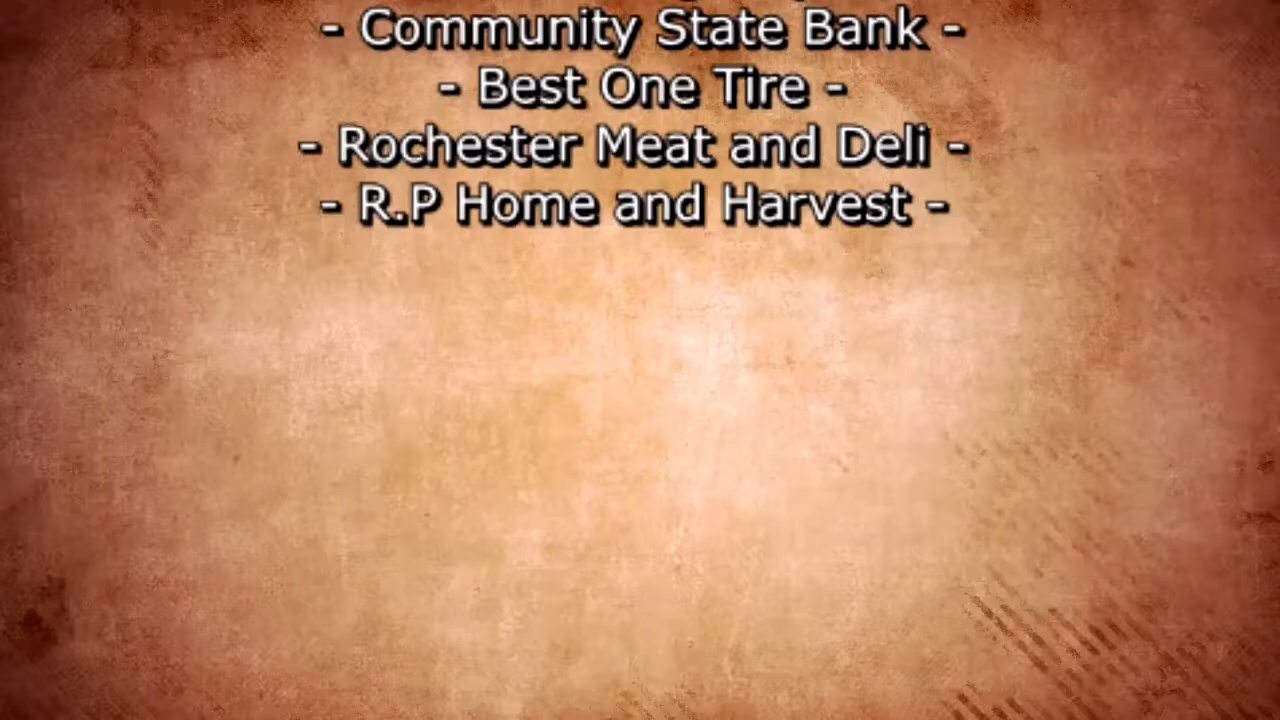 - Community State Bank -
- Best One Tire -
- Rochester Meat and Deli -
- R.P Home and Harvest -